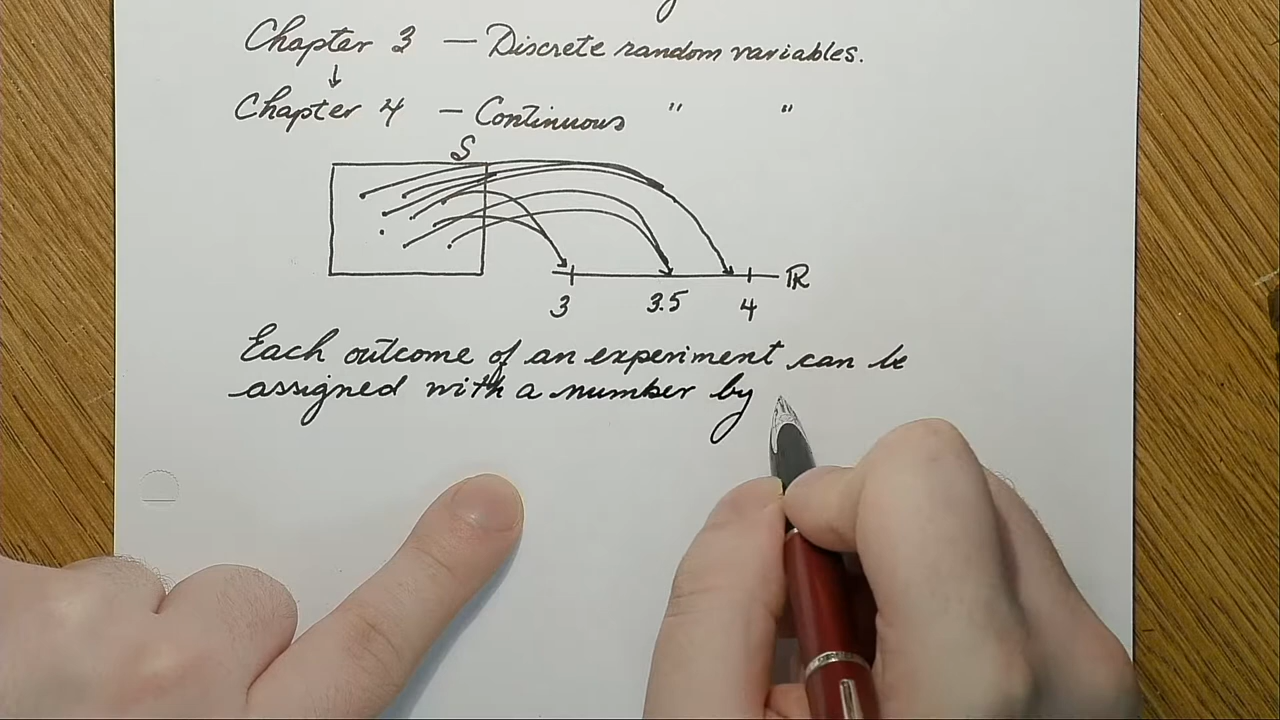 Chapter 3 — Discrete random variables.
↓
Chapter 4 — Continuous " "
S
3 3.5 4 ℝ
Each outcome of an experiment can be
assigned with a number by